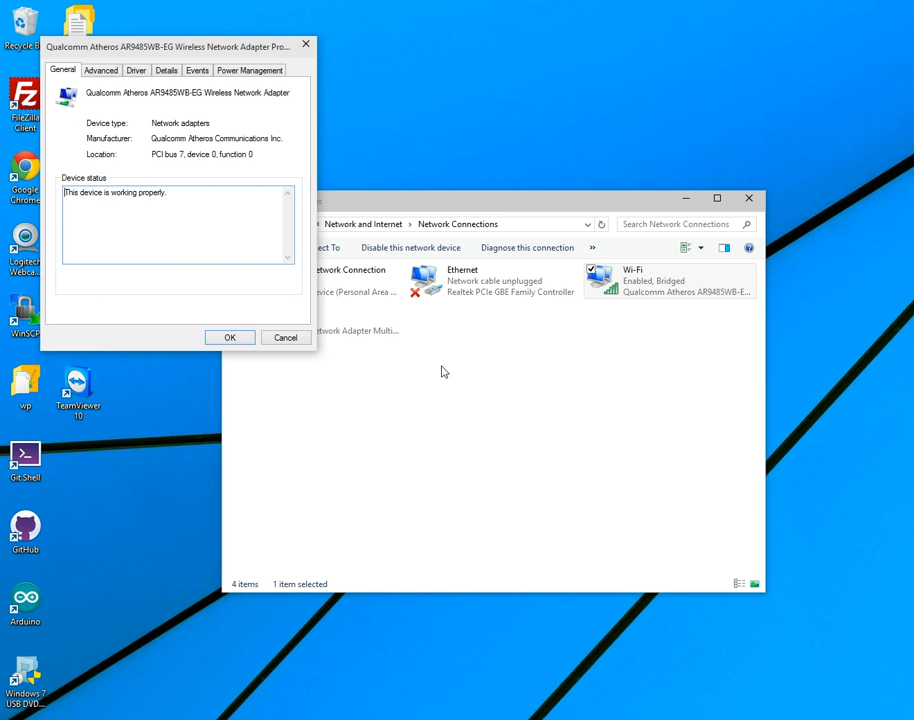 Recycle B
Qualcomm Atheros AR9485WB-EG Wireless Network Adapter Pro...
General Advanced Driver Details Events Power Management
Qualcomm Atheros AR9485WB-EG Wireless Network Adapter
Device type: Network adapters
Manufacturer: Qualcomm Atheros Communications Inc.
Location: PCI bus 7, device 0, function 0
Device status
This device is working properly.
OK Cancel
Network and Internet Network Connections
Search Network Connections
ect To Disable this network device Diagnose this connection »
etwork Connection
evice (Personal Area ...
Ethernet
Network cable unplugged
Realtek PCIe GBE Family Controller
Wi-Fi
Enabled, Bridged
Qualcomm Atheros AR9485WB-E...
etwork Adapter Multi...
4 items 1 item selected
FileZilla
Client
Google
Chrome
Logitech
Webca...
WinSCP
wp
TeamViewer
10
Git Shell
GitHub
Arduino
Windows 7
USB DVD...